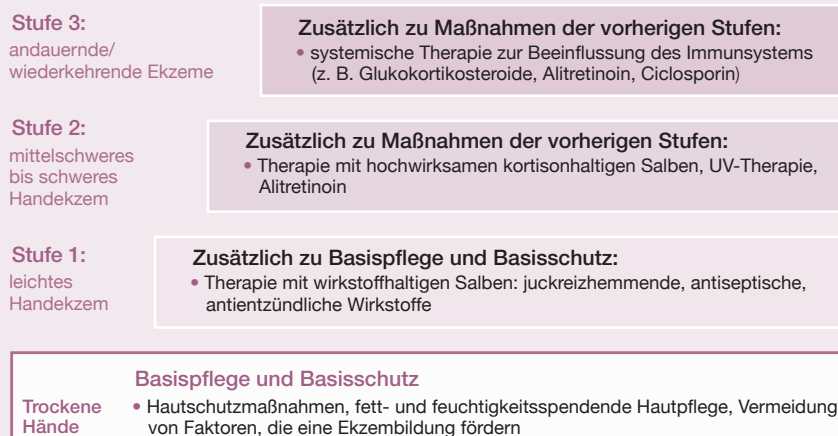 Stufe 3:
andauernde/
wiederkehrende Ekzeme
Zusätzlich zu Maßnahmen der vorherigen Stufen:
• systemische Therapie zur Beeinflussung des Immunsystems
(z. B. Glukokortikosteroide, Alitretinoin, Ciclosporin)
Stufe 2:
mittelschweres
bis schweres
Handekzem
Zusätzlich zu Maßnahmen der vorherigen Stufen:
• Therapie mit hochwirksamen kortisonhaltigen Salben, UV-Therapie,
Alitretinoin
Stufe 1:
leichtes
Handekzem
Zusätzlich zu Basispflege und Basisschutz:
• Therapie mit wirkstoffhaltigen Salben: juckreizhemmende, antiseptische,
antientzündliche Wirkstoffe
Trockene
Hände
Basispflege und Basisschutz
• Hautschutzmaßnahmen, fett- und feuchtigkeitsspendende Hautpflege, Vermeidung
von Faktoren, die eine Ekzembildung fördern